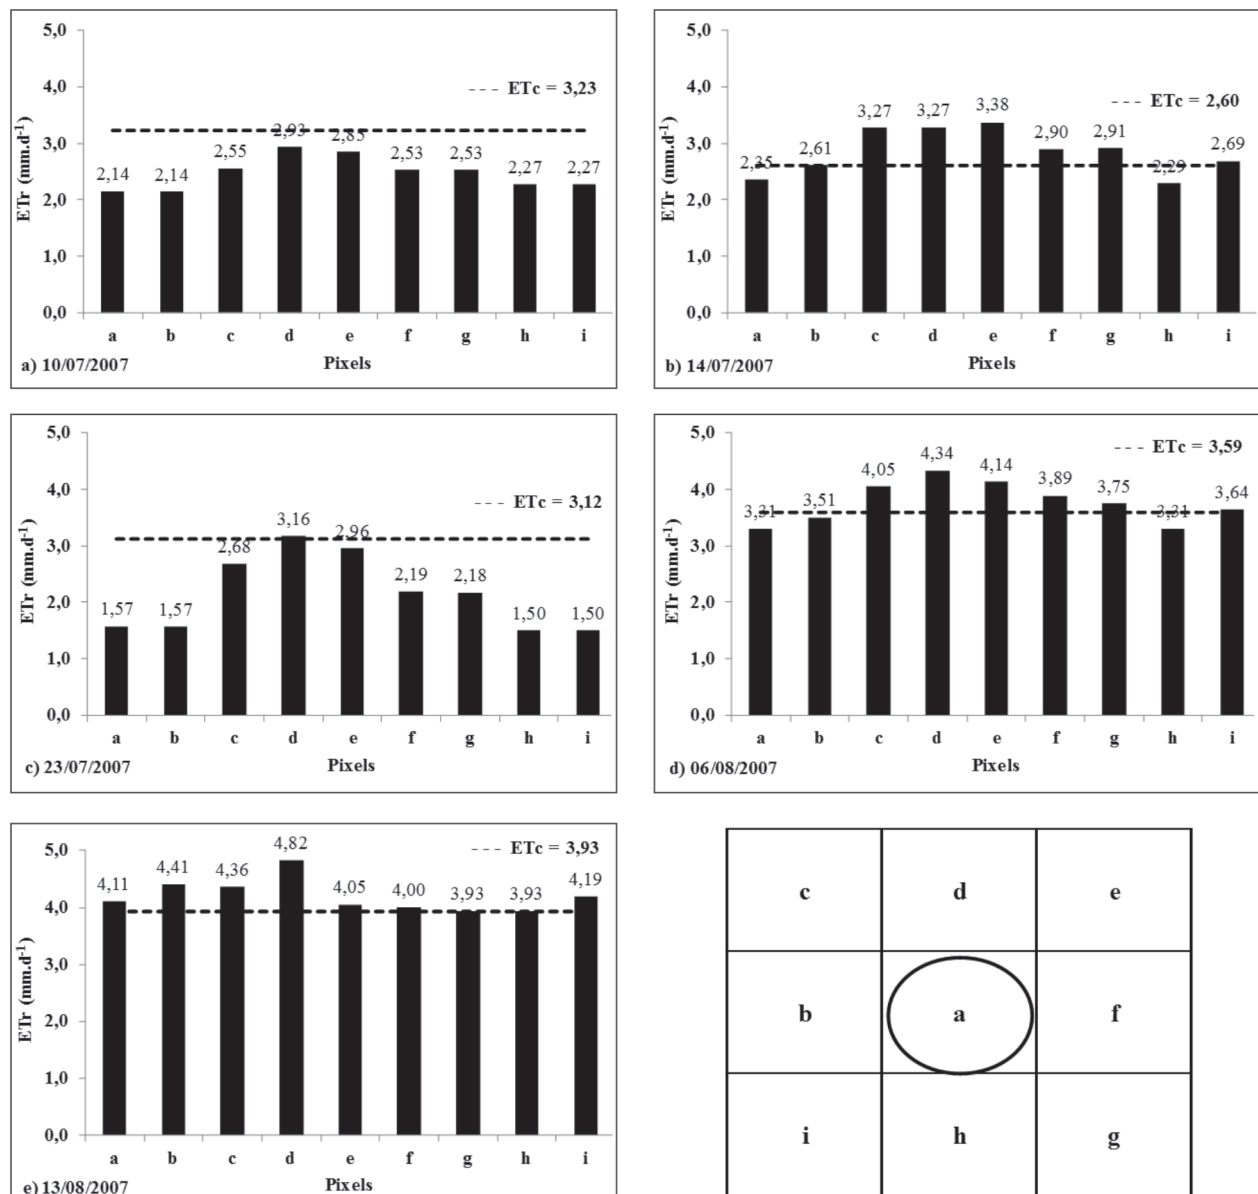 5,0
4,0
3,0
2,0
1,0
0,0
ETr (mm.d-1)
--- ETc = 3,23
2,14 2,14 2,55 2,93 2,85 2,53 2,53 2,27 2,27
a b c d e f g h i
Pixels
a) 10/07/2007
5,0
4,0
3,0
2,0
1,0
0,0
ETr (mm.d-1)
--- ETc = 2,60
2,35 2,61 3,27 3,27 3,38 2,90 2,91 2,29 2,69
a b c d e f g h i
Pixels
b) 14/07/2007
5,0
4,0
3,0
2,0
1,0
0,0
ETr (mm.d-1)
--- ETc = 3,12
1,57 1,57 2,68 3,16 2,96 2,19 2,18 1,50 1,50
a b c d e f g h i
Pixels
c) 23/07/2007
5,0
4,0
3,0
2,0
1,0
0,0
ETr (mm.d-1)
--- ETc = 3,59
3,31 3,51 4,05 4,34 4,14 3,89 3,75 3,31 3,64
a b c d e f g h i
Pixels
d) 06/08/2007
5,0
4,0
3,0
2,0
1,0
0,0
ETr (mm.d-1)
--- ETc = 3,93
4,11 4,41 4,36 4,82 4,05 4,00 3,93 3,93 4,19
a b c d e f g h i
Pixels
e) 13/08/2007
c d e
b a f
i h g